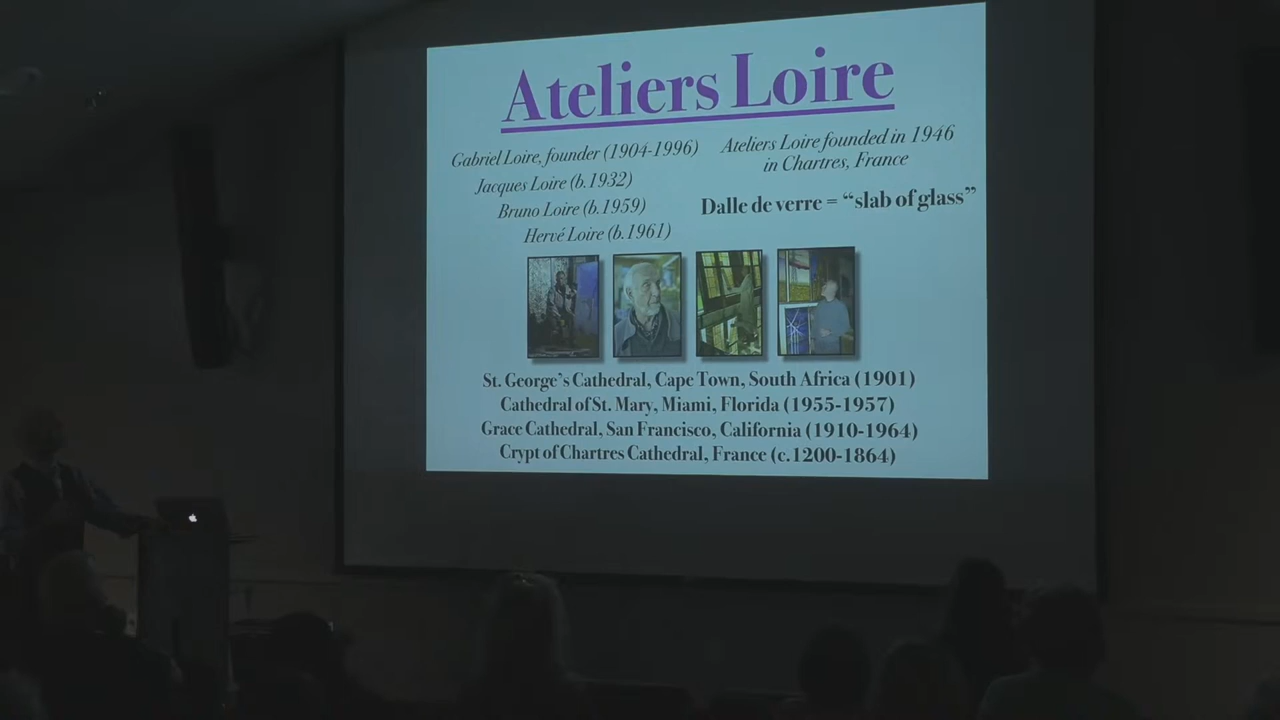 Ateliers Loire
Gabriel Loire, founder (1904-1996)
Jacques Loire (b.1932)
Bruno Loire (b.1959)
Hervé Loire (b.1961)
Ateliers Loire founded in 1946
in Chartres, France
Dalle de verre = “slab of glass”
St. George’s Cathedral, Cape Town, South Africa (1901)
Cathedral of St. Mary, Miami, Florida (1955-1957)
Grace Cathedral, San Francisco, California (1910-1964)
Crypt of Chartres Cathedral, France (c.1200-1864)